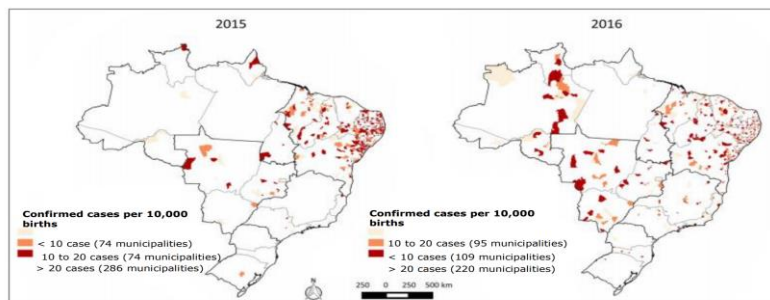 2015
2016
Confirmed cases per 10,000
births
< 10 case (74 municipalities)
10 to 20 cases (74 municipalities)
> 20 cases (286 municipalities)
Confirmed cases per 10,000
births
10 to 20 cases (95 municipalities)
< 10 cases (109 municipalities)
> 20 cases (220 municipalities)
N
250 0 250 500 km